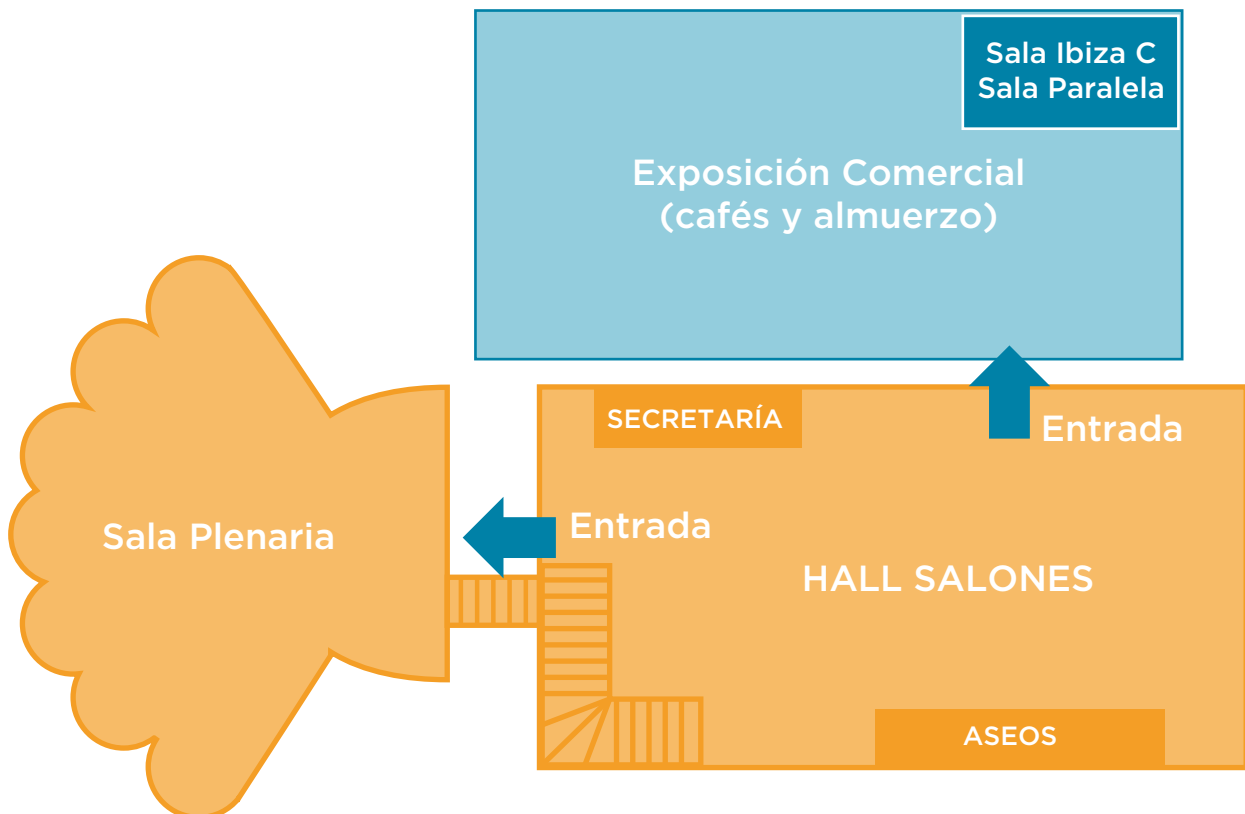 Sala Ibiza C
Sala Paralela
Exposición Comercial
(cafés y almuerzo)
SECRETARÍA
Entrada
Entrada
Sala Plenaria
HALL SALONES
ASEOS